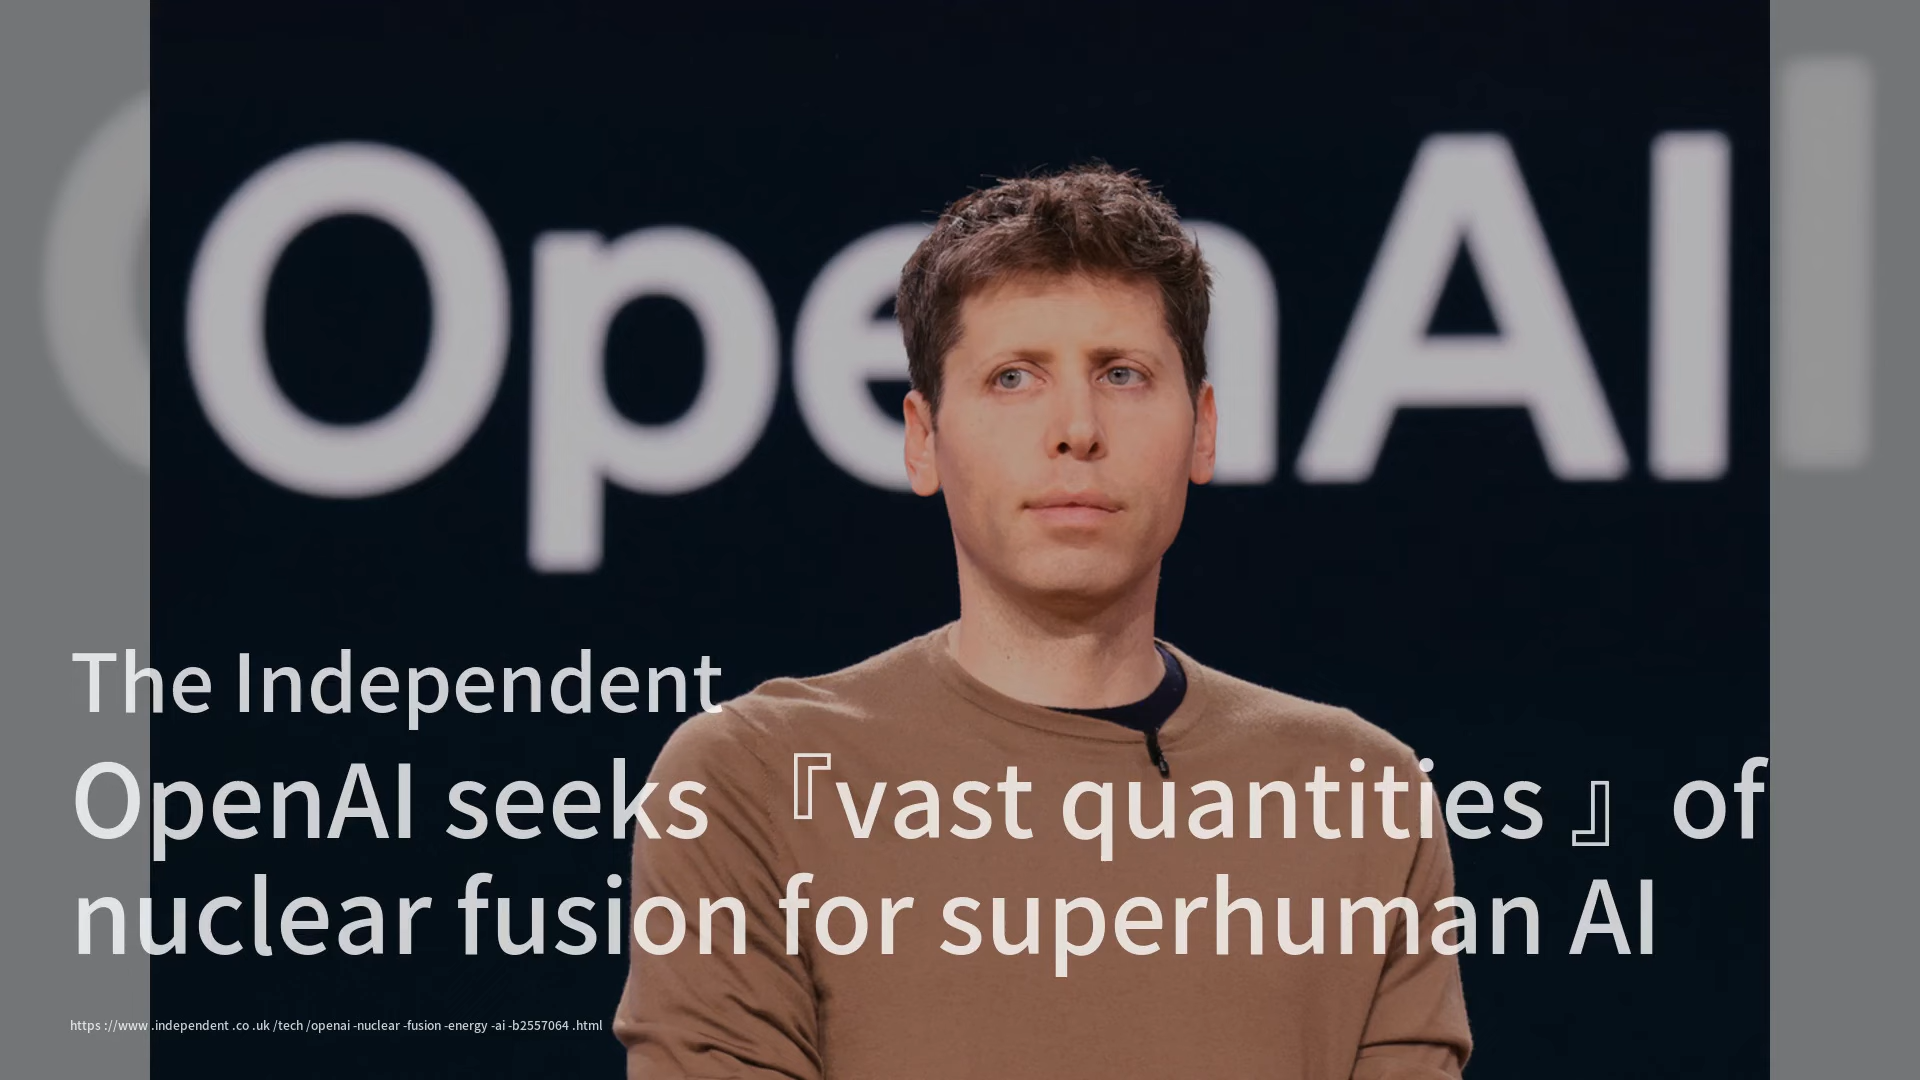 OpenAI
The Independent
OpenAI seeks 『vast quantities 』 of
nuclear fusion for superhuman AI
https ://www .independent .co .uk /tech /openai -nuclear -fusion -energy -ai -b2557064 .html